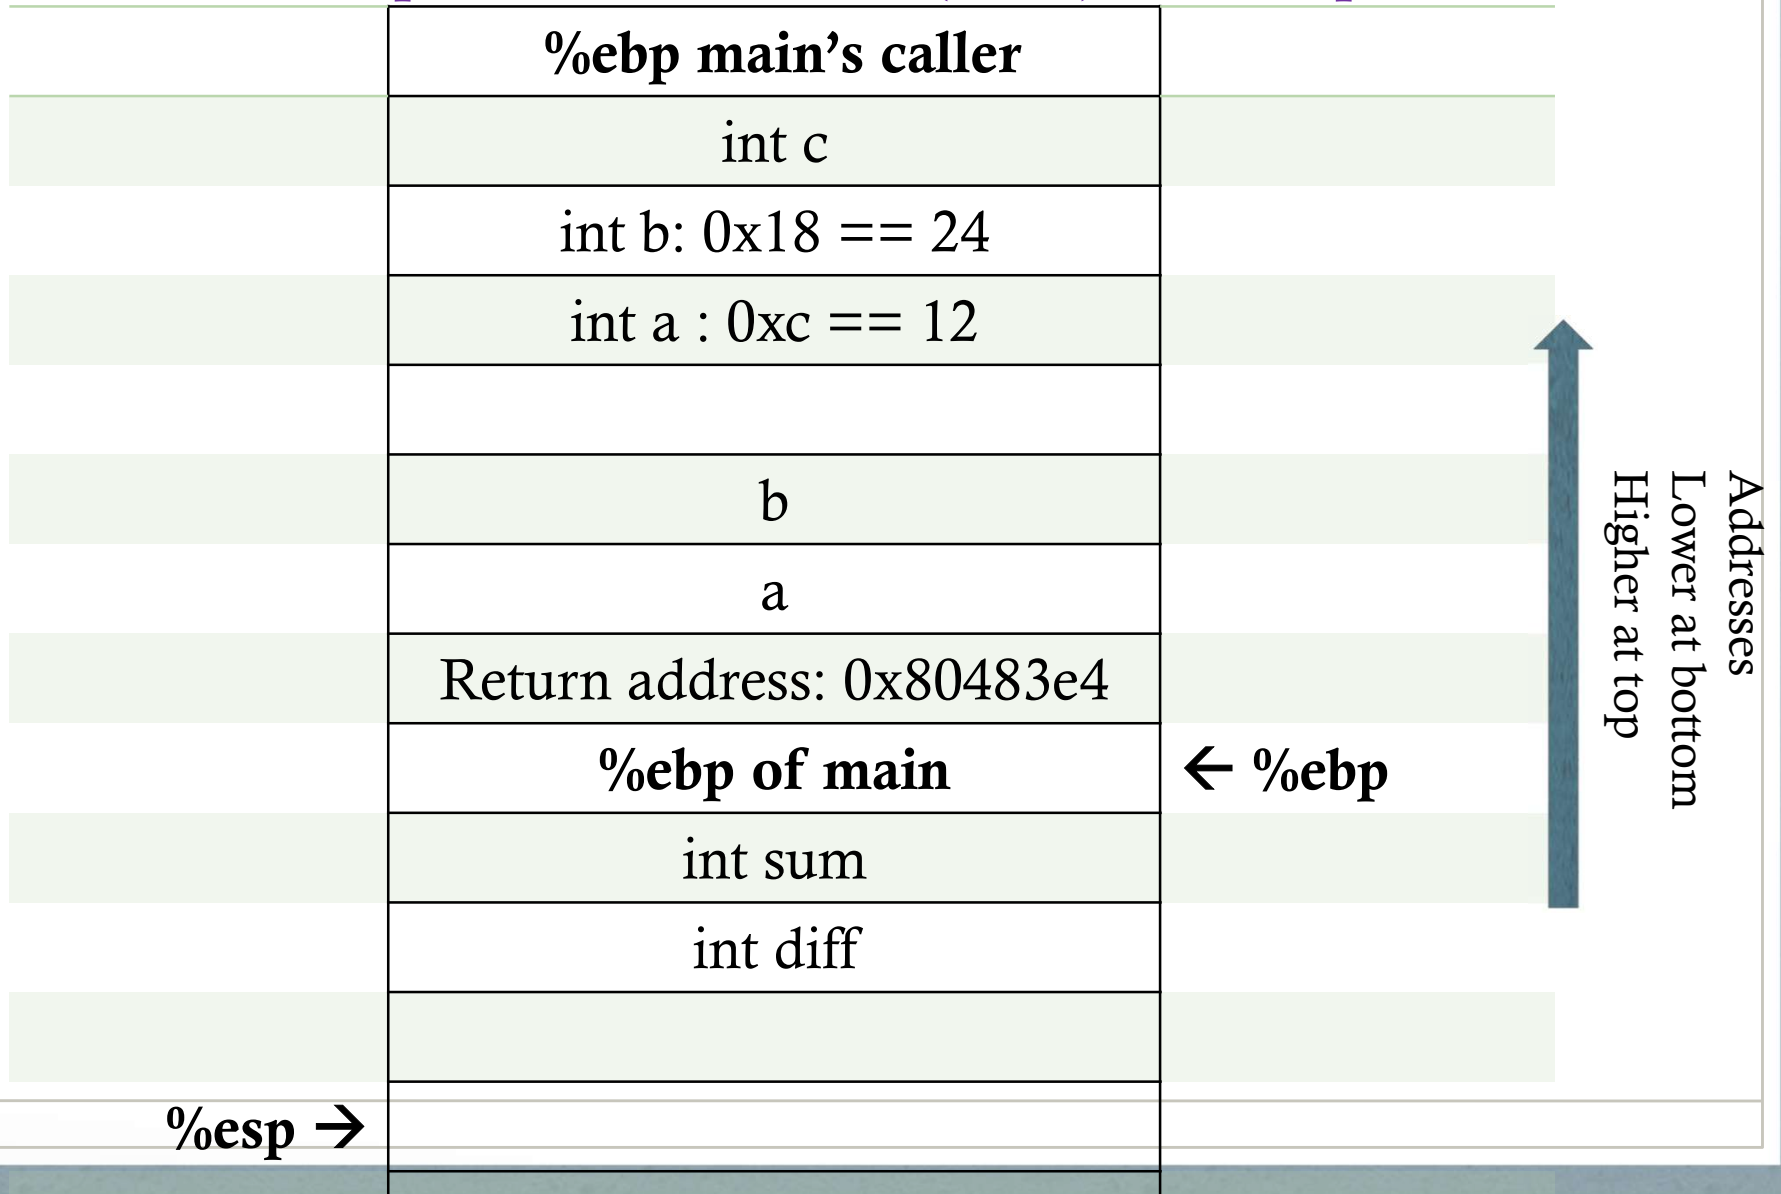 %ebp main’s caller
int c
int b: 0x18 == 24
int a : 0xc == 12
b
a
Return address: 0x80483e4
%ebp of main
← %ebp
int sum
int diff
%esp →
Addresses
Lower at bottom
Higher at top